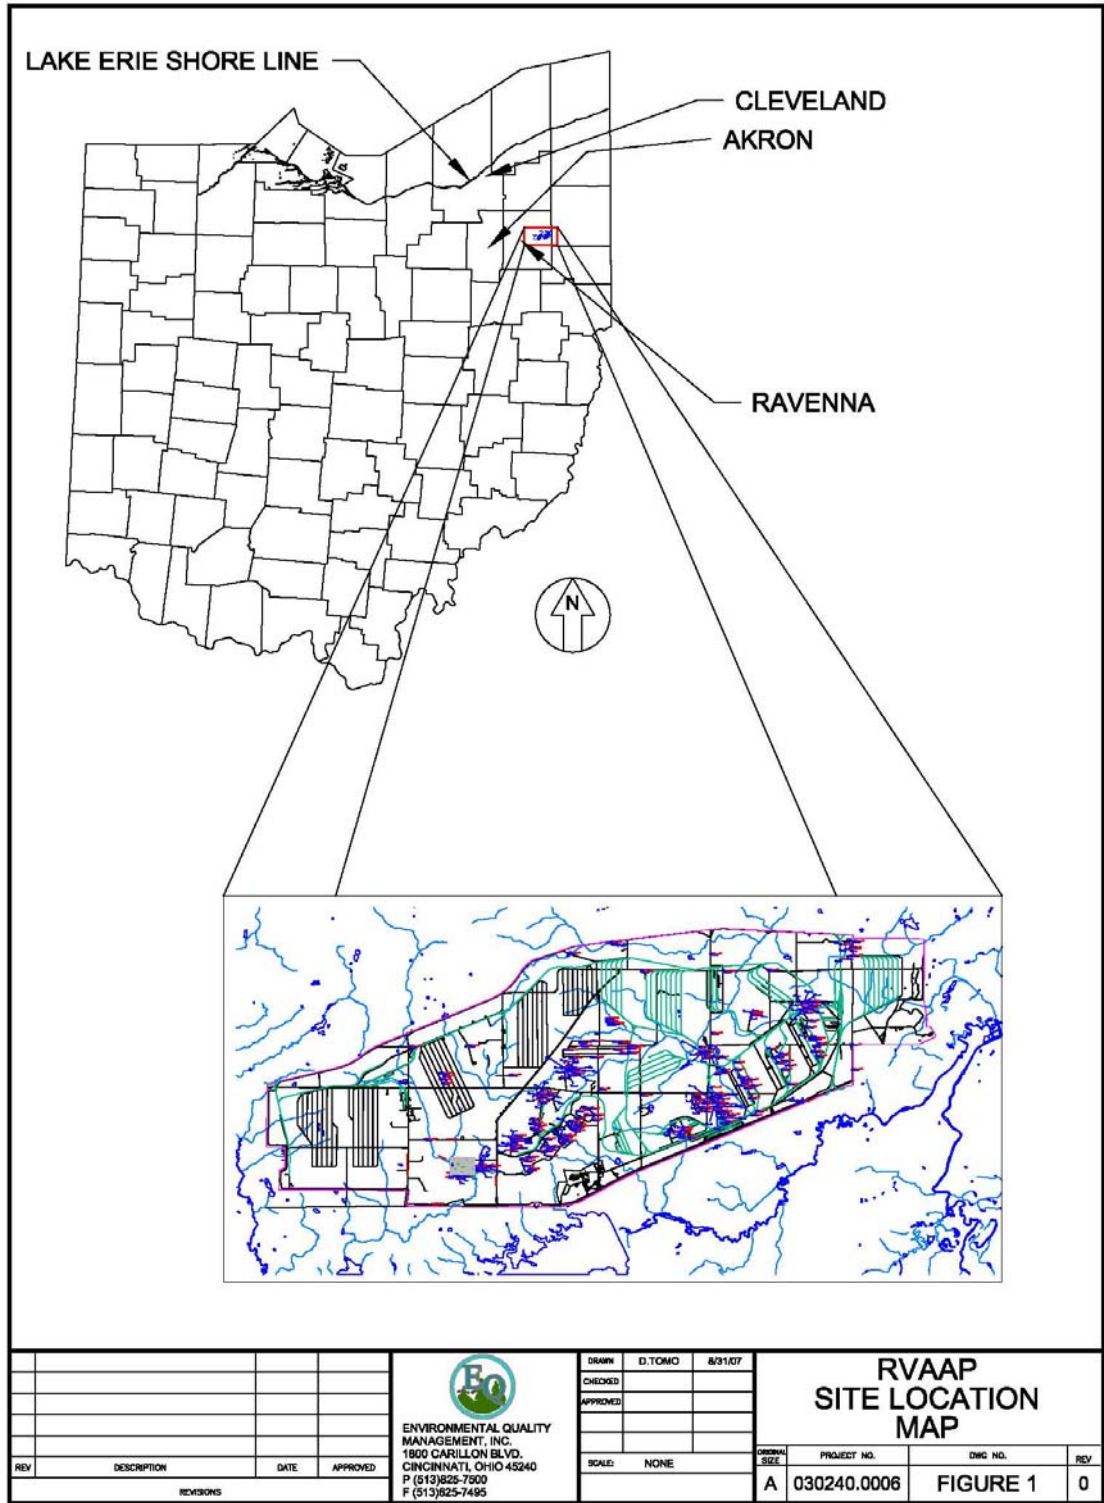 LAKE ERIE SHORE LINE
CLEVELAND
AKRON
RAVENNA
N
REV DESCRIPTION DATE APPROVED
REVISIONS
EQ
ENVIRONMENTAL QUALITY
MANAGEMENT, INC.
1800 CARILLON BLVD.
CINCINNATI, OHIO 45240
P (513)825-7500
F (513)825-7495
DRAWN D.TOMO 8/31/07
CHECKED
APPROVED
SCALE: NONE
RVAAP
SITE LOCATION
MAP
ORIGINAL SIZE PROJECT NO. DWG NO. REV
A 030240.0006 FIGURE 1 0